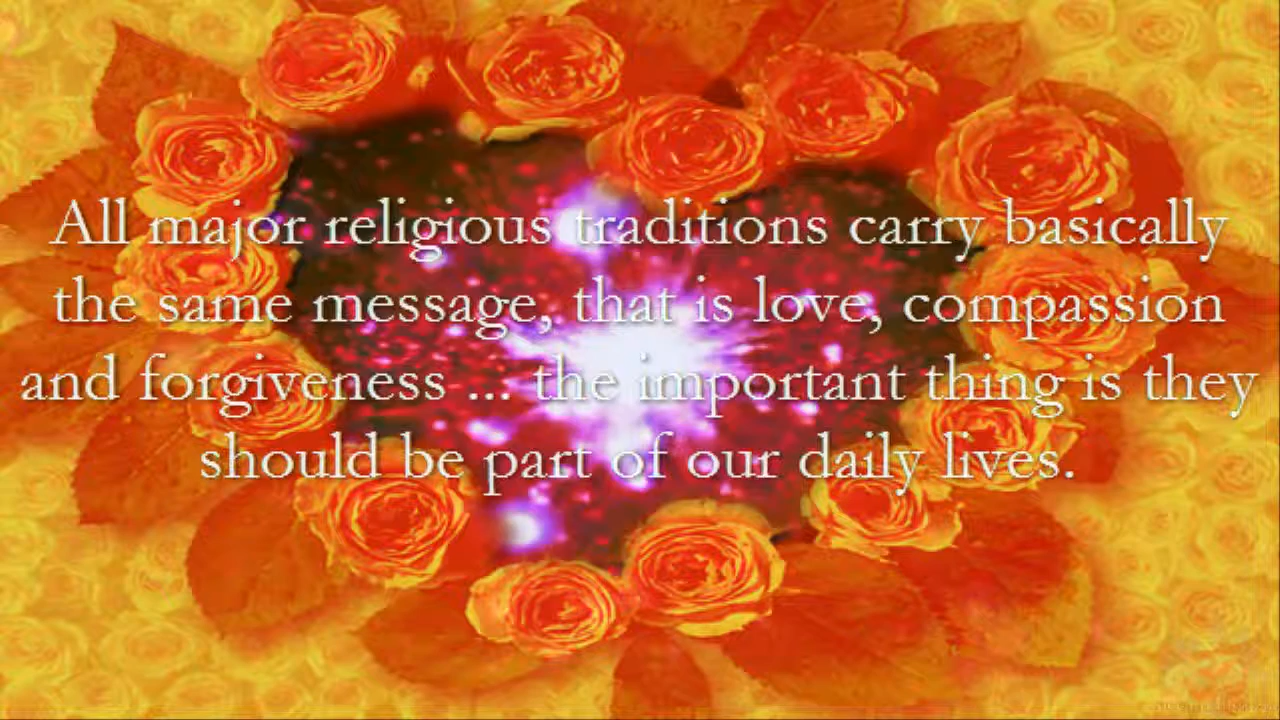 All major religious traditions carry basically
the same message, that is love, compassion
and forgiveness ... the important thing is they
should be part of our daily lives.